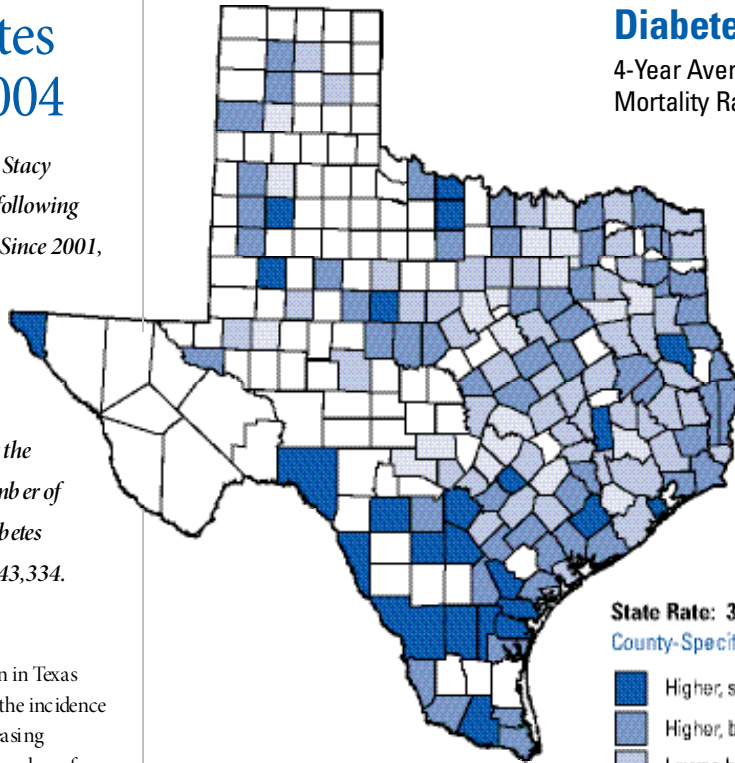 tes
004
Stacy
following
Since 2001,
the
mber of
betes
43,334.
n in Texas
the incidence
asing
Diabete
4-Year Aver
Mortality Ra
State Rate: 3
County-Specif
Higher, s
Higher, b